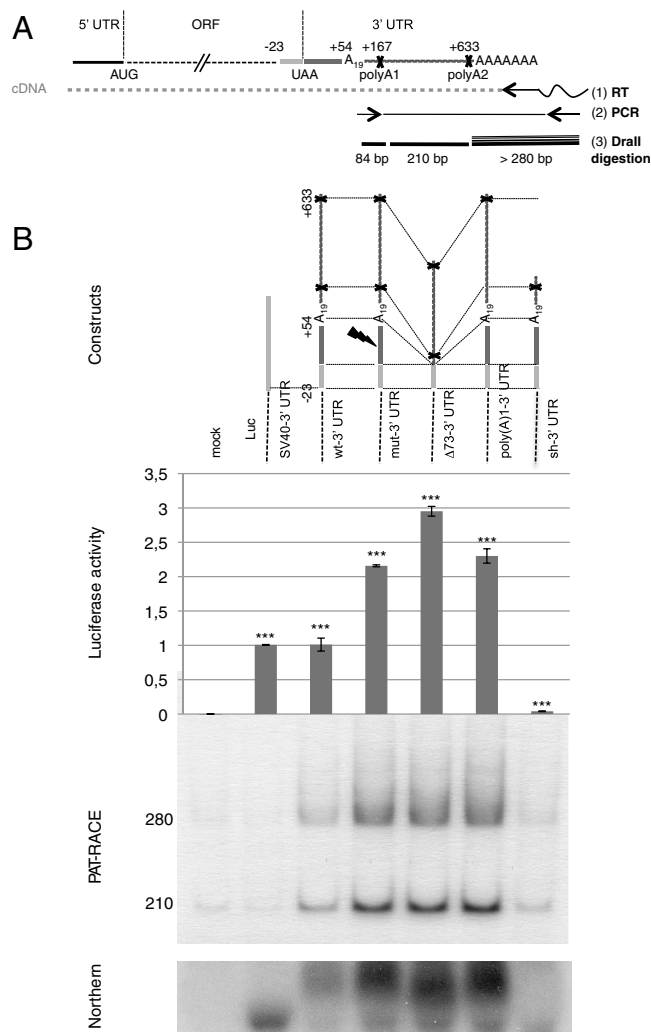 A
5' UTR
ORF
3' UTR
-23
+54
A19
+167
+633
AAAAAAA
AUG
UAA
polyA1
polyA2
cDNA
(1) RT
(2) PCR
(3) DraII
digestion
84 bp
210 bp
> 280 bp
B
Constructs
+633
+54
-23
A19
A19
A19
A19
mock
Luc
SV40-3' UTR
wt-3' UTR
mut-3' UTR
Δ73-3' UTR
poly(A)1-3' UTR
sh-3' UTR
Luciferase activity
3,5
3
2,5
2
1,5
1
0,5
0
***
***
***
***
***
***
PAT-RACE
280
210
Northern